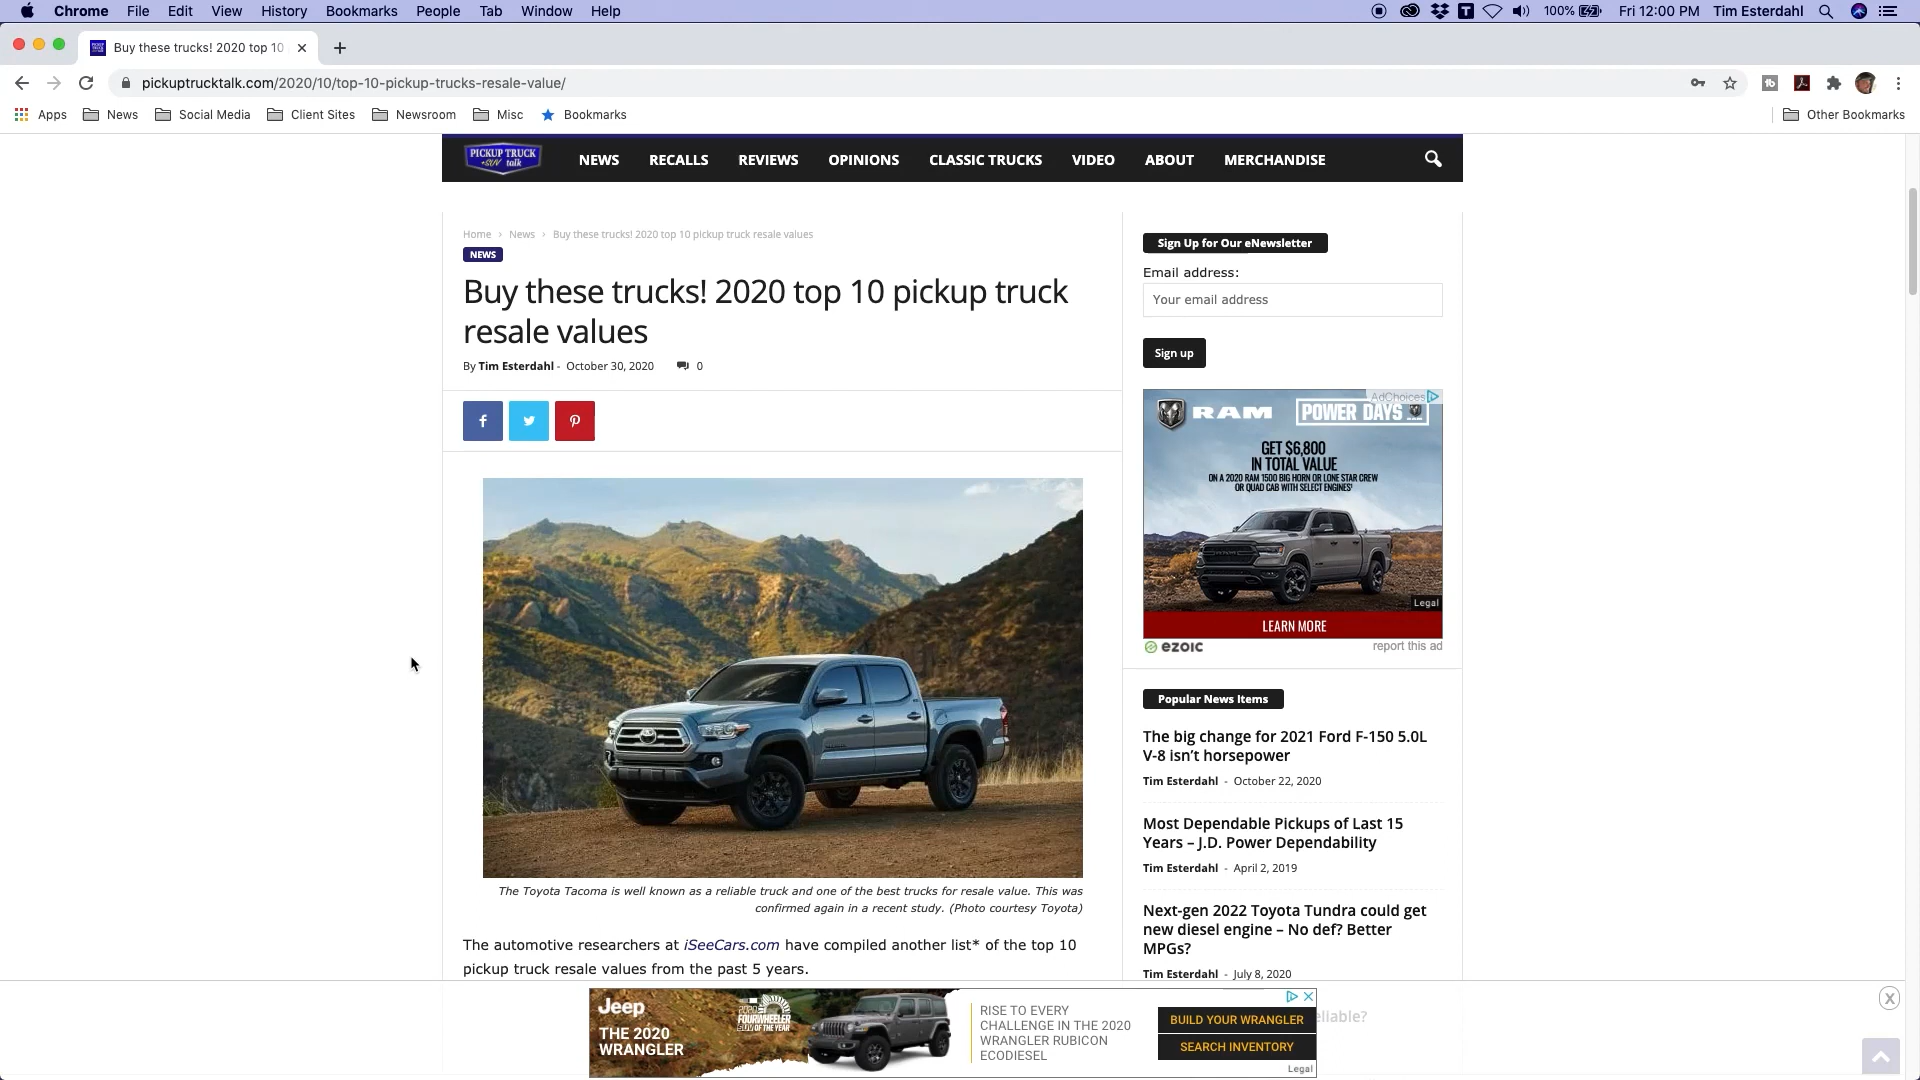 Chrome File Edit View History Bookmarks People Tab Window Help
100% Fri 12:00 PM Tim Esterdahl
Buy these trucks! 2020 top 10
pickuptrucktalk.com/2020/10/top-10-pickup-trucks-resale-value/
Apps News Social Media Client Sites Newsroom Misc Bookmarks Other Bookmarks
PICKUP TRUCK
+SUV talk
NEWS RECALLS REVIEWS OPINIONS CLASSIC TRUCKS VIDEO ABOUT MERCHANDISE
Home › News › Buy these trucks! 2020 top 10 pickup truck resale values
NEWS
Buy these trucks! 2020 top 10 pickup truck
resale values
By Tim Esterdahl - October 30, 2020 0
The Toyota Tacoma is well known as a reliable truck and one of the best trucks for resale value. This was
confirmed again in a recent study. (Photo courtesy Toyota)
The automotive researchers at iSeeCars.com have compiled another list* of the top 10
pickup truck resale values from the past 5 years.
Sign Up for Our eNewsletter
Email address:
Your email address
Sign up
AdChoices
RAM POWER DAYS ...
GET $6,800
IN TOTAL VALUE
ON A 2020 RAM 1500 BIG HORN OR LONE STAR CREW
OR QUAD CAB WITH SELECT ENGINES¹
Legal
LEARN MORE
ezoic report this ad
Popular News Items
The big change for 2021 Ford F-150 5.0L
V-8 isn't horsepower
Tim Esterdahl - October 22, 2020
Most Dependable Pickups of Last 15
Years – J.D. Power Dependability
Tim Esterdahl - April 2, 2019
Next-gen 2022 Toyota Tundra could get
new diesel engine – No def? Better
MPGs?
Tim Esterdahl - July 8, 2020
eliable?
Jeep
THE 2020
WRANGLER
FOURWHEELER
SUV OF THE YEAR
RISE TO EVERY
CHALLENGE IN THE 2020
WRANGLER RUBICON
ECODIESEL
BUILD YOUR WRANGLER
SEARCH INVENTORY
Legal